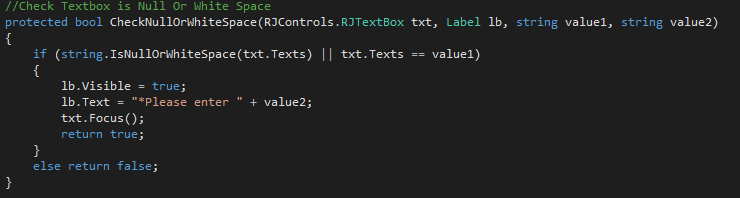 //Check Textbox is Null Or White Space
protected bool CheckNullOrWhiteSpace(RJControls.RJTextBox txt, Label lb, string value1, string value2)
{
if (string.IsNullOrWhiteSpace(txt.Texts) || txt.Texts == value1)
{
lb.Visible = true;
lb.Text = "*Please enter " + value2;
txt.Focus();
return true;
}
else return false;
}